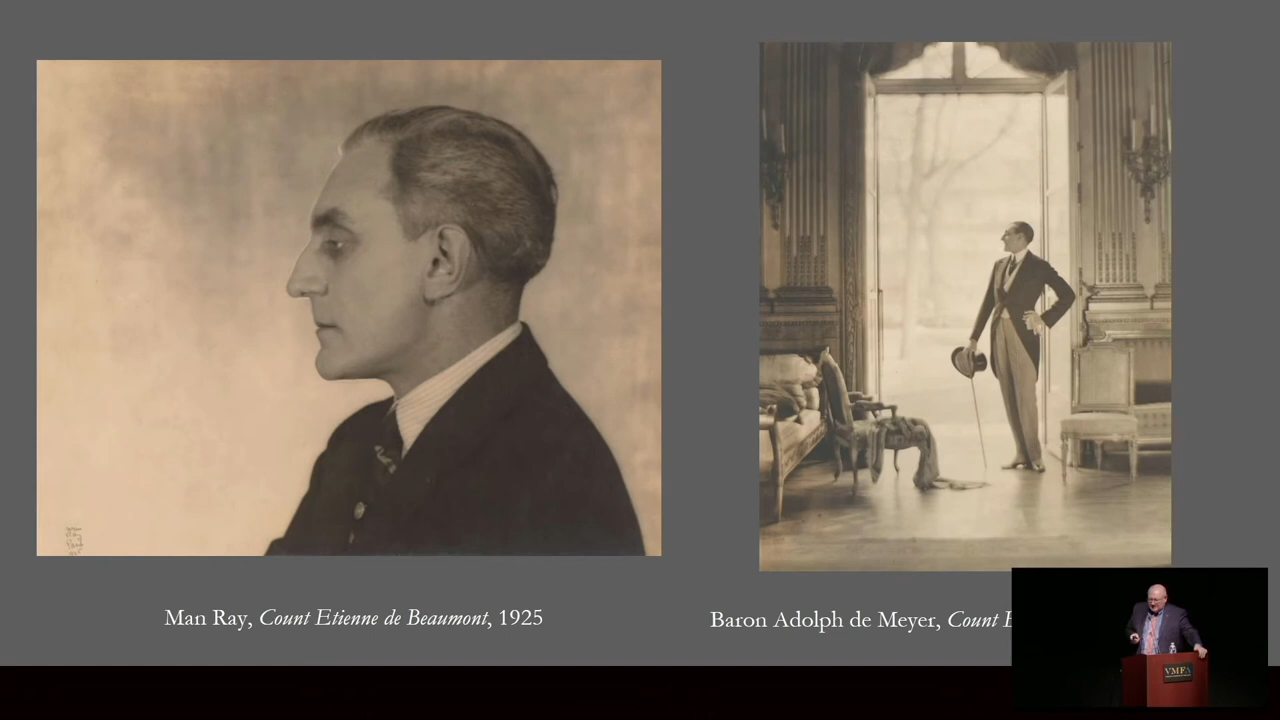 Man Ray, Count Etienne de Beaumont, 1925
Baron Adolph de Meyer, Count
VMFA